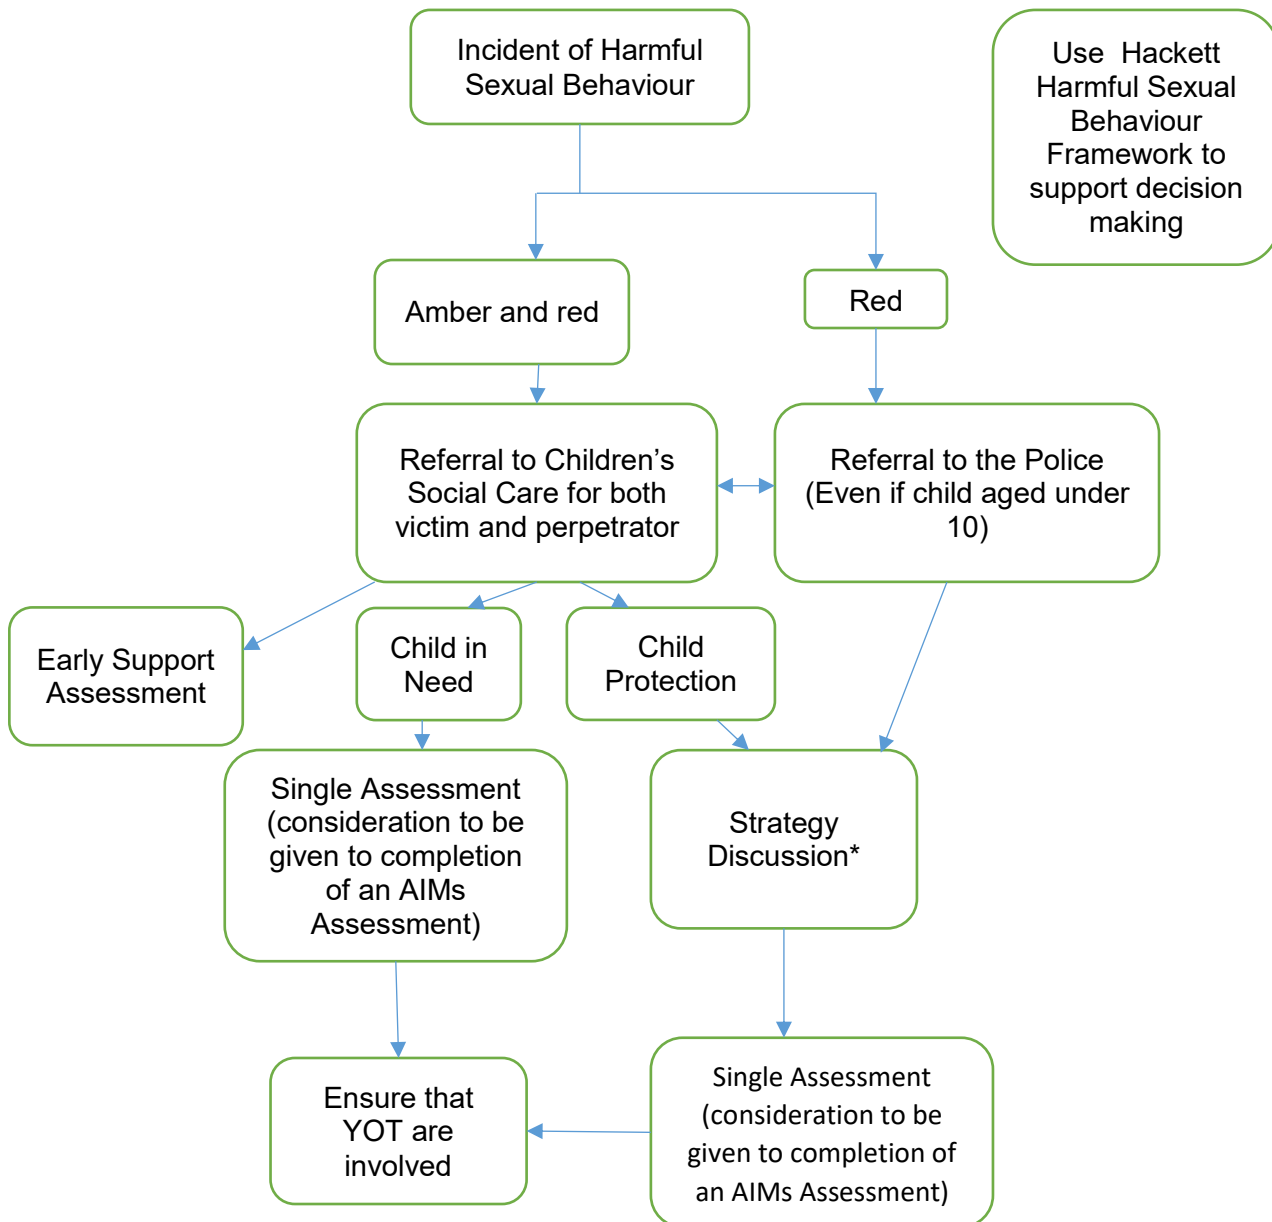 Incident of Harmful
Sexual Behaviour
Use Hackett
Harmful Sexual
Behaviour
Framework to
support decision
making
Amber and red
Red
Referral to Children’s
Social Care for both
victim and perpetrator
Referral to the Police
(Even if child aged under
10)
Early Support
Assessment
Child in
Need
Child
Protection
Single Assessment
(consideration to be
given to completion
of an AIMs
Assessment)
Strategy
Discussion*
Ensure that
YOT are
involved
Single Assessment
(consideration to be
given to completion of
an AIMs Assessment)